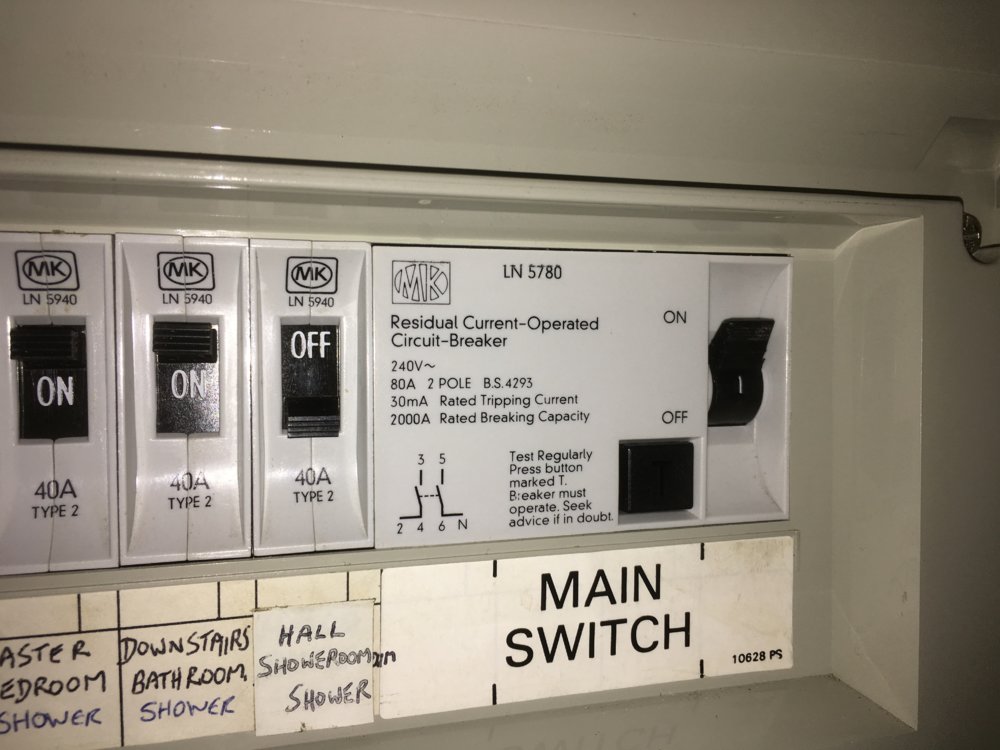 MK
LN 5940
ON
40A
TYPE 2
MK
LN 5940
ON
40A
TYPE 2
MK
LN 5940
OFF
40A
TYPE 2
MK
LN 5780
Residual Current-Operated
Circuit-Breaker
240V~
80A 2 POLE B.S.4293
30mA Rated Tripping Current
2000A Rated Breaking Capacity
3 5
2 4 6 N
Test Regularly
Press button
marked T.
Breaker must
operate. Seek
advice if in doubt.
ON
I
OFF
T
ASTER
EDROOM
SHOWER
DOWNSTAIRS
BATHROOM.
SHOWER
HALL
SHOWEROOM
SHOWER
MAIN
SWITCH
10628 PS